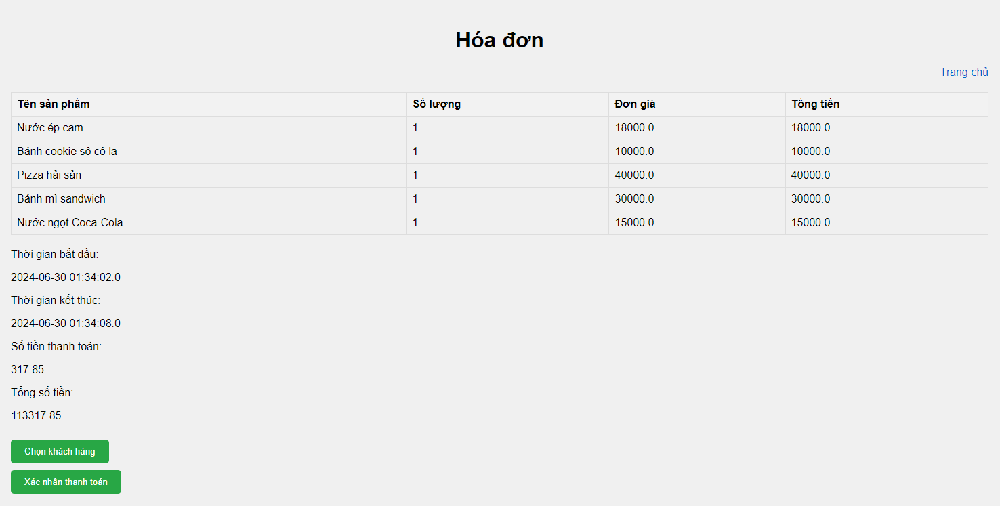 Hóa đơn
Trang chủ
Tên sản phẩm Số lượng Đơn giá Tổng tiền
Nước ép cam 1 18000.0 18000.0
Bánh cookie sô cô la 1 10000.0 10000.0
Pizza hải sản 1 40000.0 40000.0
Bánh mì sandwich 1 30000.0 30000.0
Nước ngọt Coca-Cola 1 15000.0 15000.0
Thời gian bắt đầu:
2024-06-30 01:34:02.0
Thời gian kết thúc:
2024-06-30 01:34:08.0
Số tiền thanh toán:
317.85
Tổng số tiền:
113317.85
Chọn khách hàng
Xác nhận thanh toán